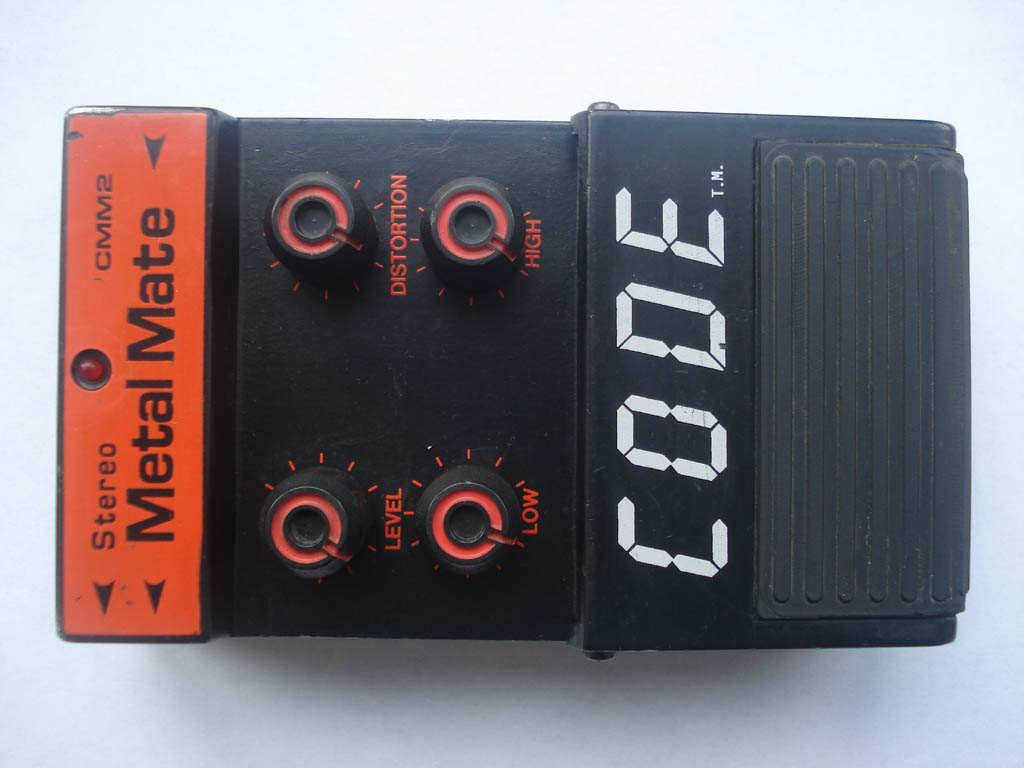 Stereo CMM2
Metal Mate
LEVEL DISTORTION
LOW HIGH
CODE T.M.